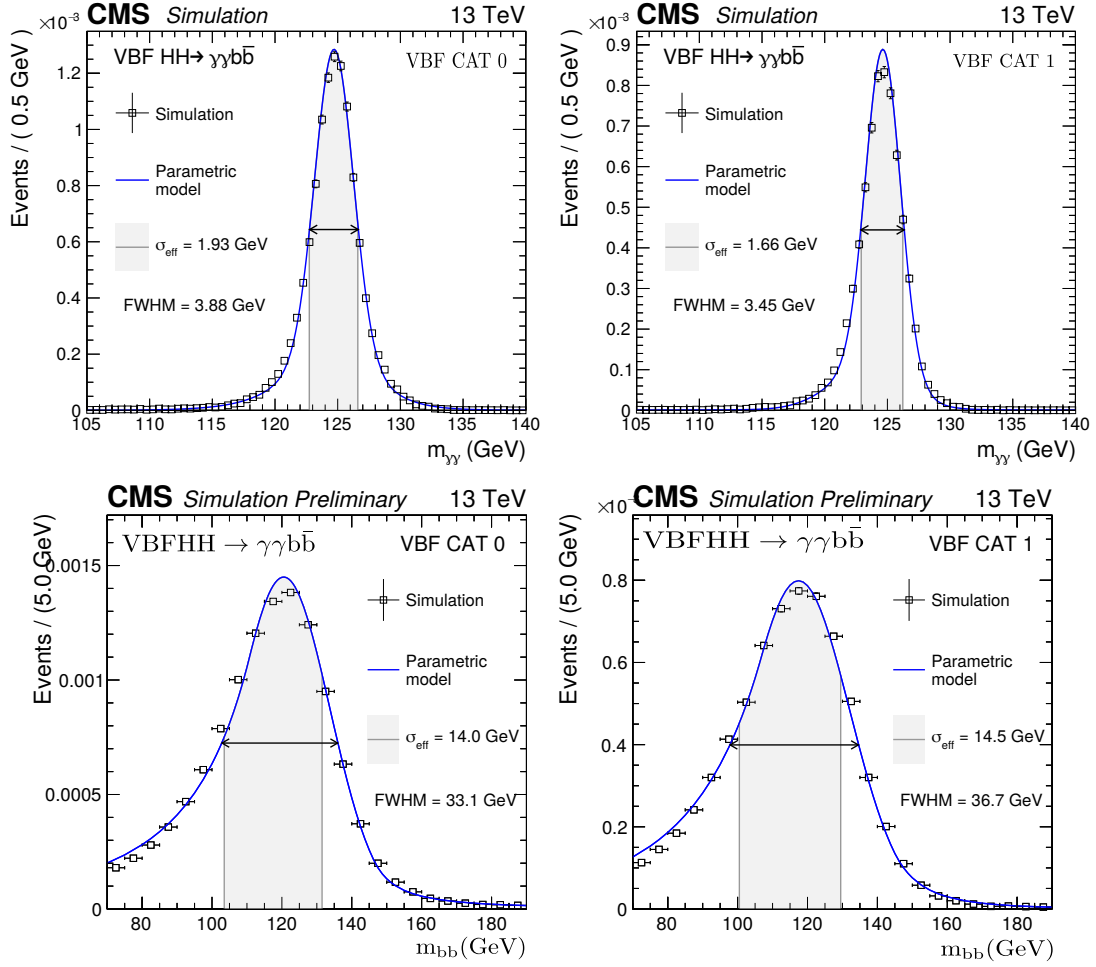 CMS Simulation 13 TeV
×10⁻³
VBF HH→ γγbb̄ VBF CAT 0
Simulation
Parametric
model
σeff = 1.93 GeV
FWHM = 3.88 GeV
Events / ( 0.5 GeV)
0 0.2 0.4 0.6 0.8 1 1.2
105 110 115 120 125 130 135 140
mγγ (GeV)
CMS Simulation 13 TeV
×10⁻³
VBF HH→ γγbb̄ VBF CAT 1
Simulation
Parametric
model
σeff = 1.66 GeV
FWHM = 3.45 GeV
Events / ( 0.5 GeV)
0 0.1 0.2 0.3 0.4 0.5 0.6 0.7 0.8 0.9
105 110 115 120 125 130 135 140
mγγ (GeV)
CMS Simulation Preliminary 13 TeV
VBFHH → γγbb̄ VBF CAT 0
Simulation
Parametric
model
σeff = 14.0 GeV
FWHM = 33.1 GeV
Events / (5.0 GeV)
0 0.0005 0.001 0.0015
80 100 120 140 160 180
mbb(GeV)
CMS Simulation Preliminary 13 TeV
×10
VBFHH → γγbb̄ VBF CAT 1
Simulation
Parametric
model
σeff = 14.5 GeV
FWHM = 36.7 GeV
Events / (5.0 GeV)
0 0.2 0.4 0.6 0.8
80 100 120 140 160 180
mbb(GeV)